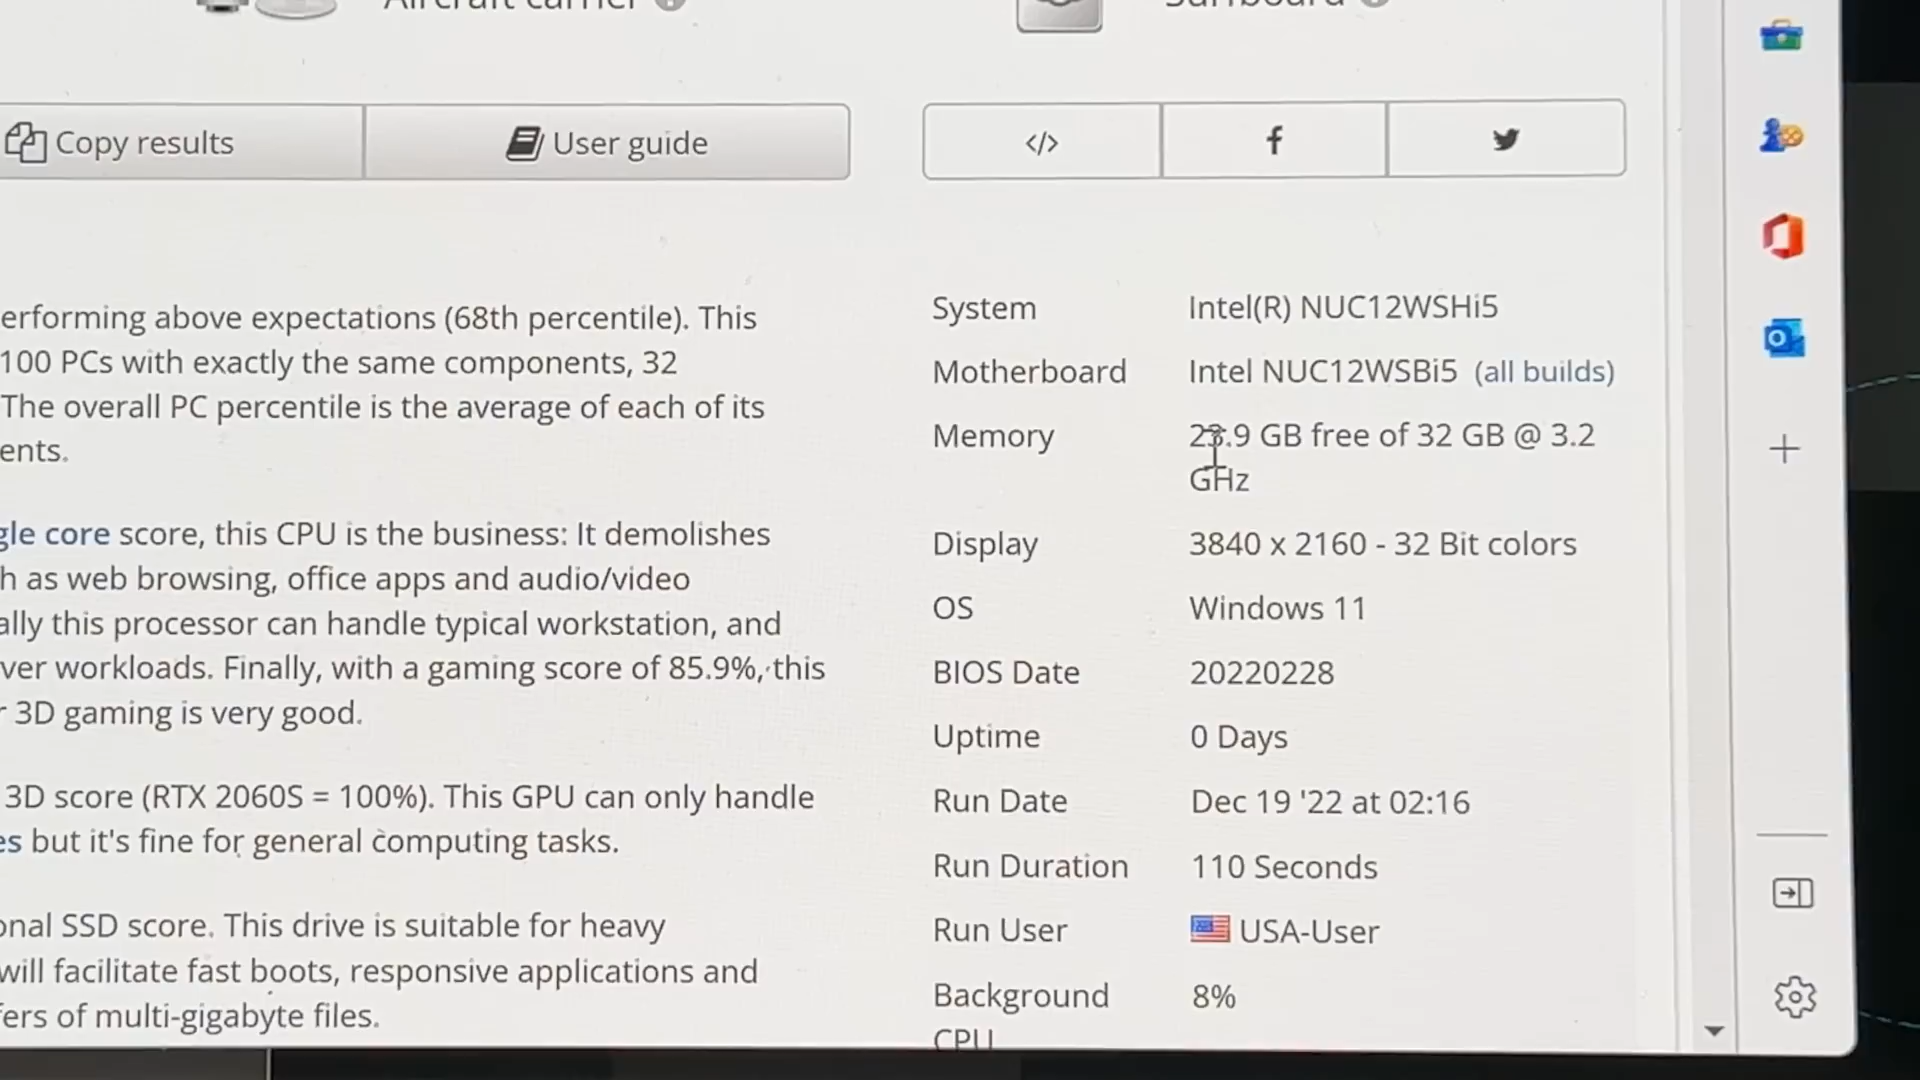 Aircraft carrier
Surfboard
Copy results
User guide
</>
erforming above expectations (68th percentile). This
100 PCs with exactly the same components, 32
The overall PC percentile is the average of each of its
ents.
gle core score, this CPU is the business: It demolishes
h as web browsing, office apps and audio/video
ally this processor can handle typical workstation, and
ver workloads. Finally, with a gaming score of 85.9%, this
r 3D gaming is very good.
3D score (RTX 2060S = 100%). This GPU can only handle
es but it's fine for general computing tasks.
onal SSD score. This drive is suitable for heavy
will facilitate fast boots, responsive applications and
fers of multi-gigabyte files.
System Intel(R) NUC12WSHi5
Motherboard Intel NUC12WSBi5 (all builds)
Memory 23.9 GB free of 32 GB @ 3.2
GHz
Display 3840 x 2160 - 32 Bit colors
OS Windows 11
BIOS Date 20220228
Uptime 0 Days
Run Date Dec 19 '22 at 02:16
Run Duration 110 Seconds
Run User USA-User
Background 8%
CPU